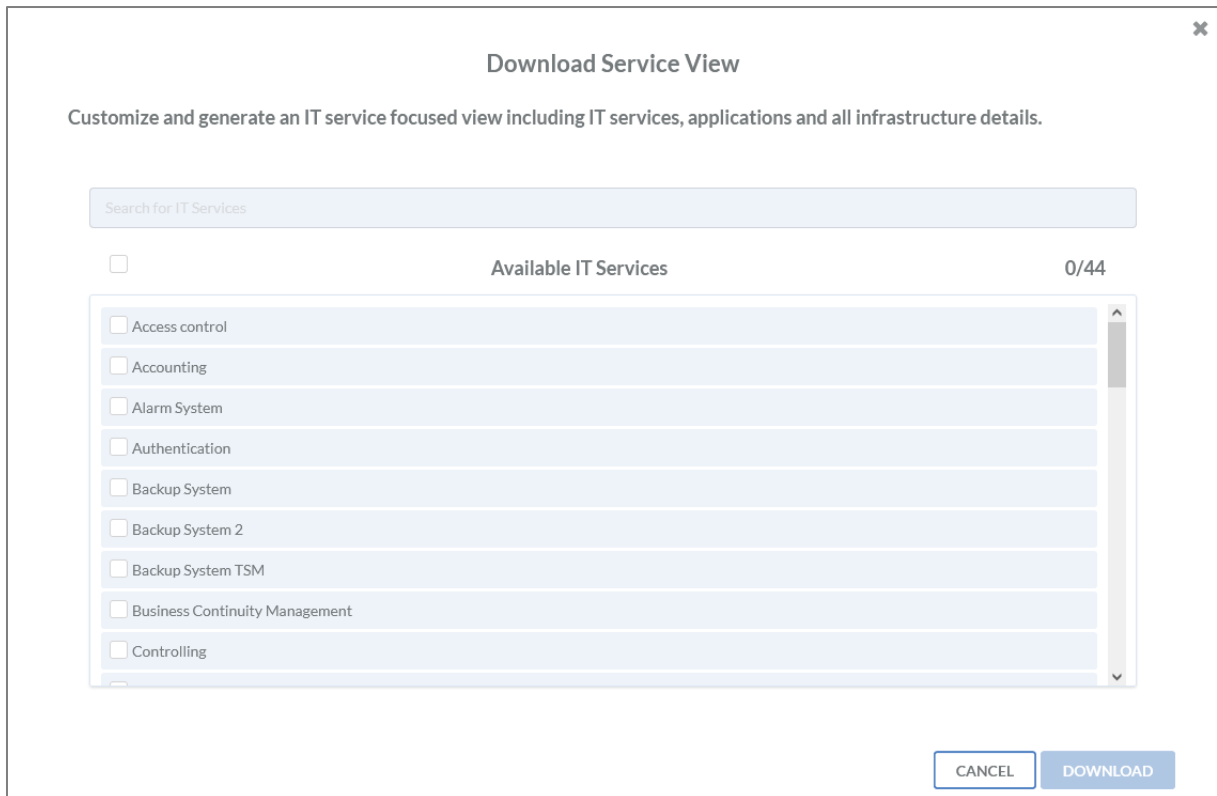 Download Service View
Customize and generate an IT service focused view including IT services, applications and all infrastructure details.
Search for IT Services
Available IT Services 0/44
Access control
Accounting
Alarm System
Authentication
Backup System
Backup System 2
Backup System TSM
Business Continuity Management
Controlling
CANCEL DOWNLOAD